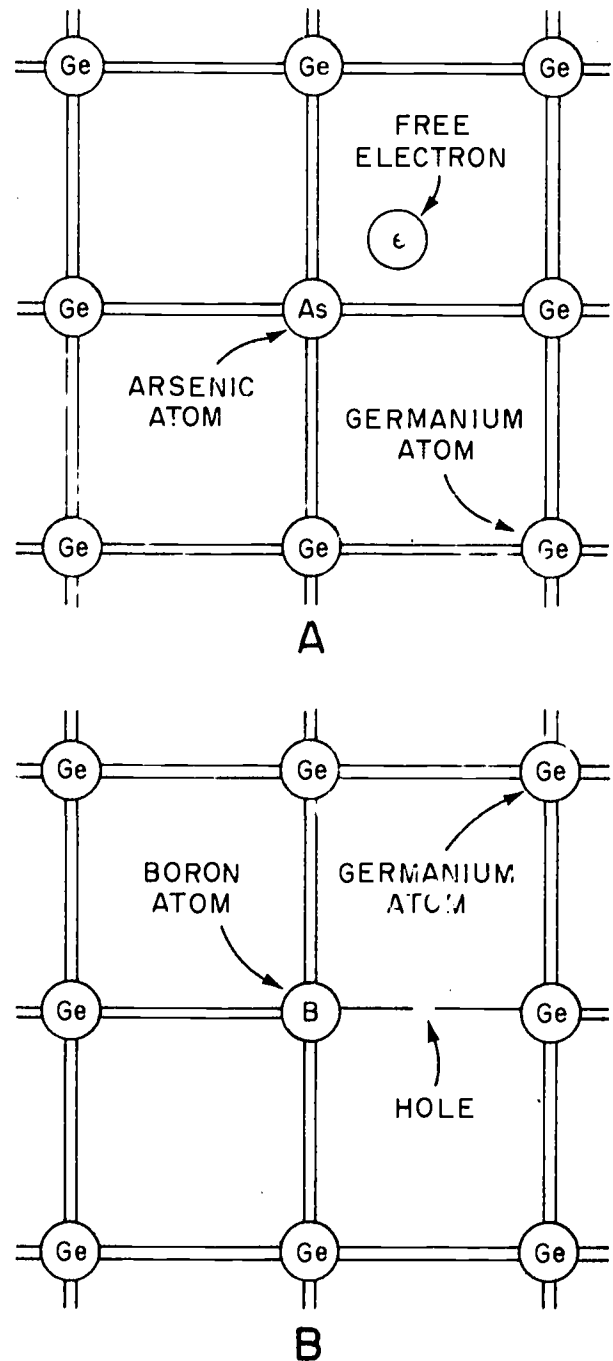 Ge Ge Ge
FREE
ELECTRON
ϵ
Ge As Ge
ARSENIC
ATOM
GERMANIUM
ATOM
Ge Ge Ge
A
Ge Ge Ge
BORON
ATOM
GERMANIUM
ATOM
Ge B Ge
HOLE
Ge Ge Ge
B